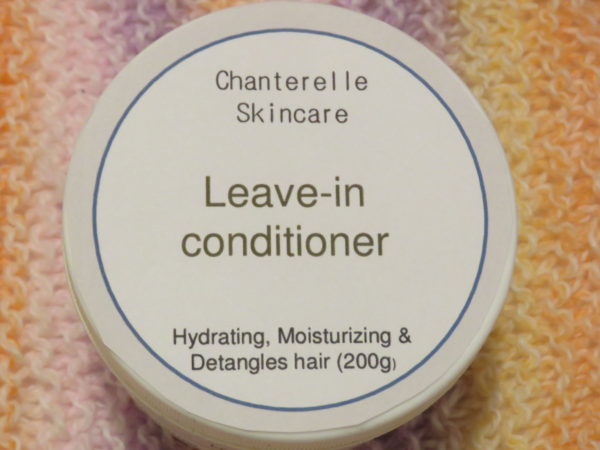 Chanterelle
Skincare
Leave-in
conditioner
Hydrating, Moisturizing &
Detangles hair (200g)